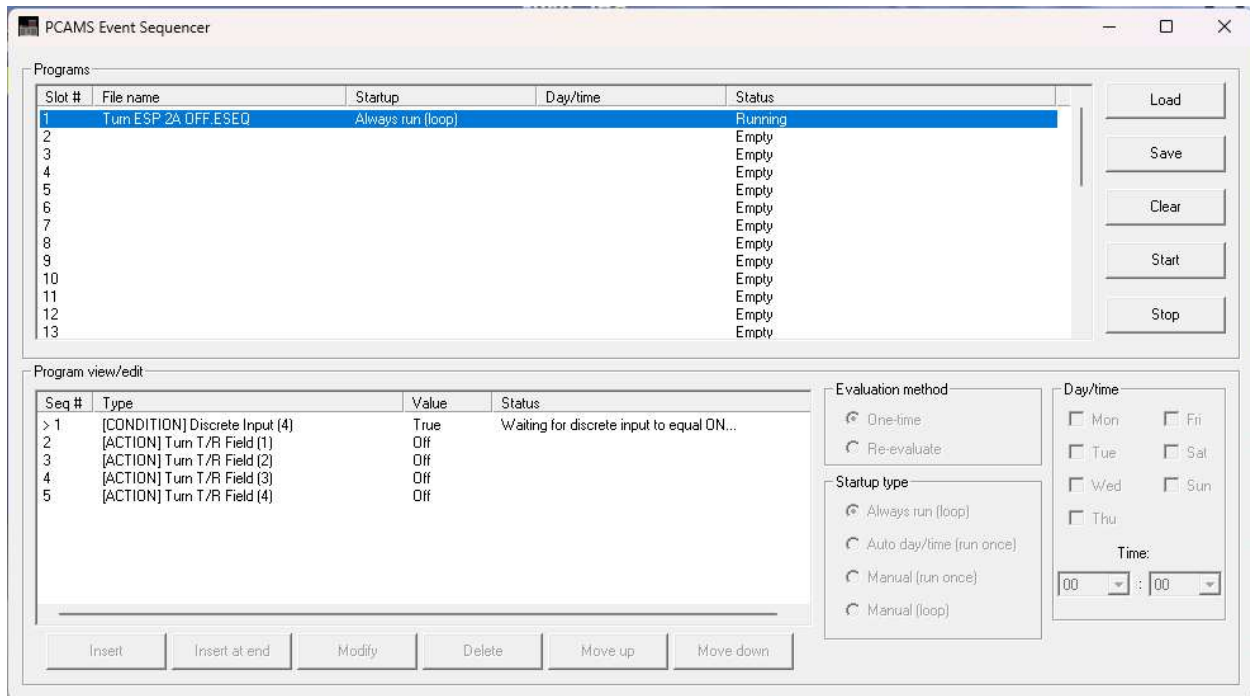 PCAMS Event Sequencer
Programs
Slot # File name Startup Day/time Status
1 Turn ESP 2A OFF.ESEQ Always run (loop) Running
2 Empty
3 Empty
4 Empty
5 Empty
6 Empty
7 Empty
8 Empty
9 Empty
10 Empty
11 Empty
12 Empty
13 Empty
Load
Save
Clear
Start
Stop
Program view/edit
Seq # Type Value Status
> 1 [CONDITION] Discrete Input (4) True Waiting for discrete input to equal ON...
2 [ACTION] Turn T/R Field (1) Off
3 [ACTION] Turn T/R Field (2) Off
4 [ACTION] Turn T/R Field (3) Off
5 [ACTION] Turn T/R Field (4) Off
Insert Insert at end Modify Delete Move up Move down
Evaluation method
One-time
Re-evaluate
Startup type
Always run (loop)
Auto day/time (run once)
Manual (run once)
Manual (loop)
Day/time
Mon Fri
Tue Sat
Wed Sun
Thu
Time:
00 : 00